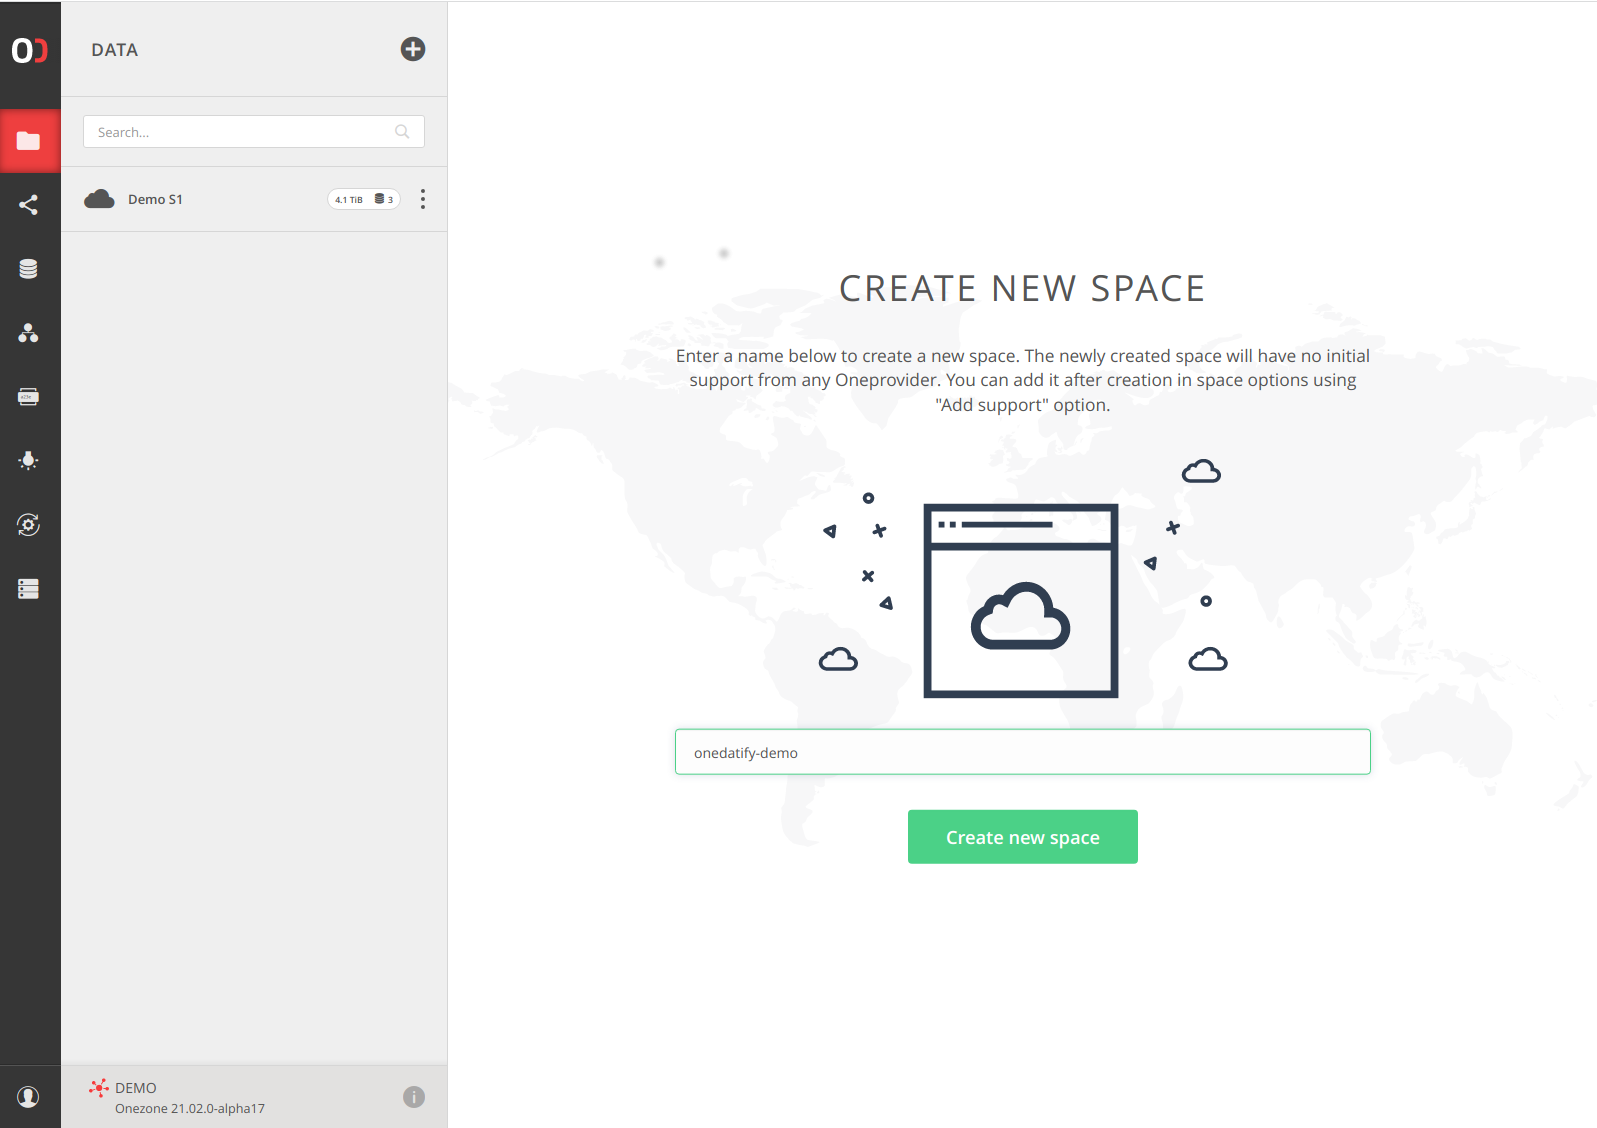 DATA
Search...
Demo S1
4.1 TiB 3
CREATE NEW SPACE
Enter a name below to create a new space. The newly created space will have no initial
support from any Oneprovider. You can add it after creation in space options using
"Add support" option.
onedatify-demo
Create new space
DEMO
Onezone 21.02.0-alpha17